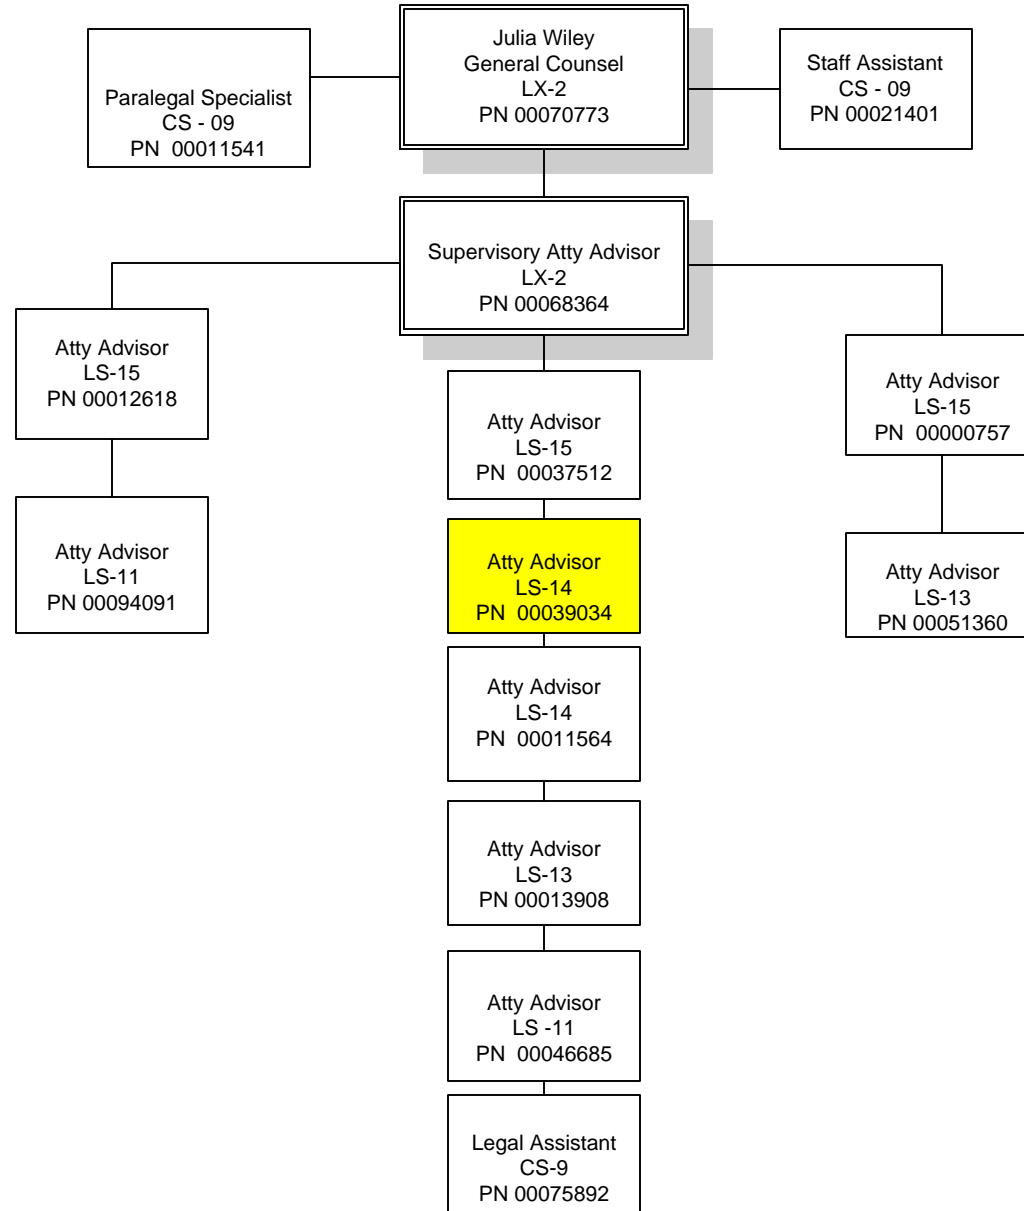 Julia Wiley
General Counsel
LX-2
PN 00070773
Paralegal Specialist
CS - 09
PN  00011541
Staff Assistant
CS - 09
PN 00021401
Supervisory Atty Advisor
LX-2
PN 00068364
Atty Advisor
LS-15
PN 00012618
Atty Advisor
LS-11
PN 00094091
Atty Advisor
LS-15
PN  00037512
Atty Advisor
LS-14
PN  00039034
Atty Advisor
LS-14
PN  00011564
Atty Advisor
LS-13
PN 00013908
Atty Advisor
LS -11
PN  00046685
Legal Assistant
CS-9
PN 00075892
Atty Advisor
LS-15
PN  00000757
Atty Advisor
LS-13
PN 00051360